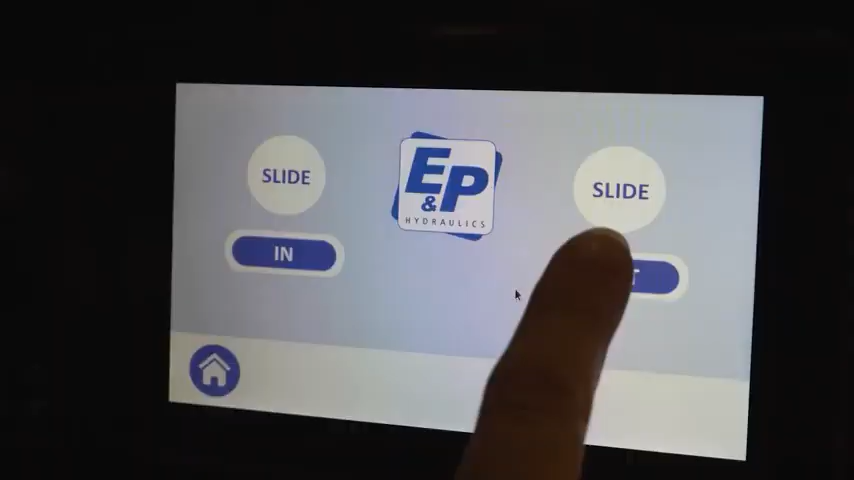 SLIDE
IN
E&P
HYDRAULICS
SLIDE
T